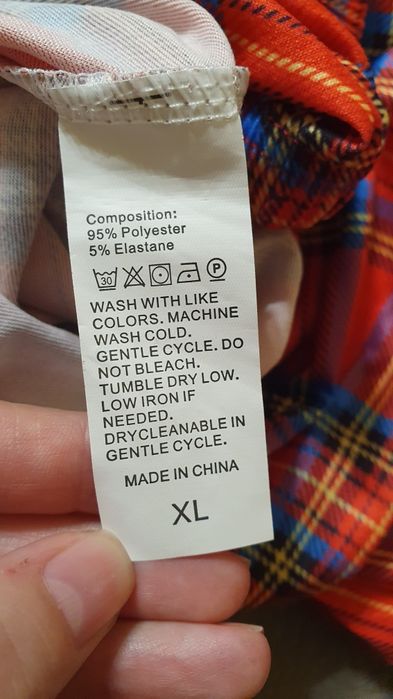 Composition:
95% Polyester
5% Elastane
30 P
WASH WITH LIKE
COLORS. MACHINE
WASH COLD.
GENTLE CYCLE. DO
NOT BLEACH.
TUMBLE DRY LOW.
LOW IRON IF
NEEDED.
DRYCLEANABLE IN
GENTLE CYCLE.
MADE IN CHINA
XL